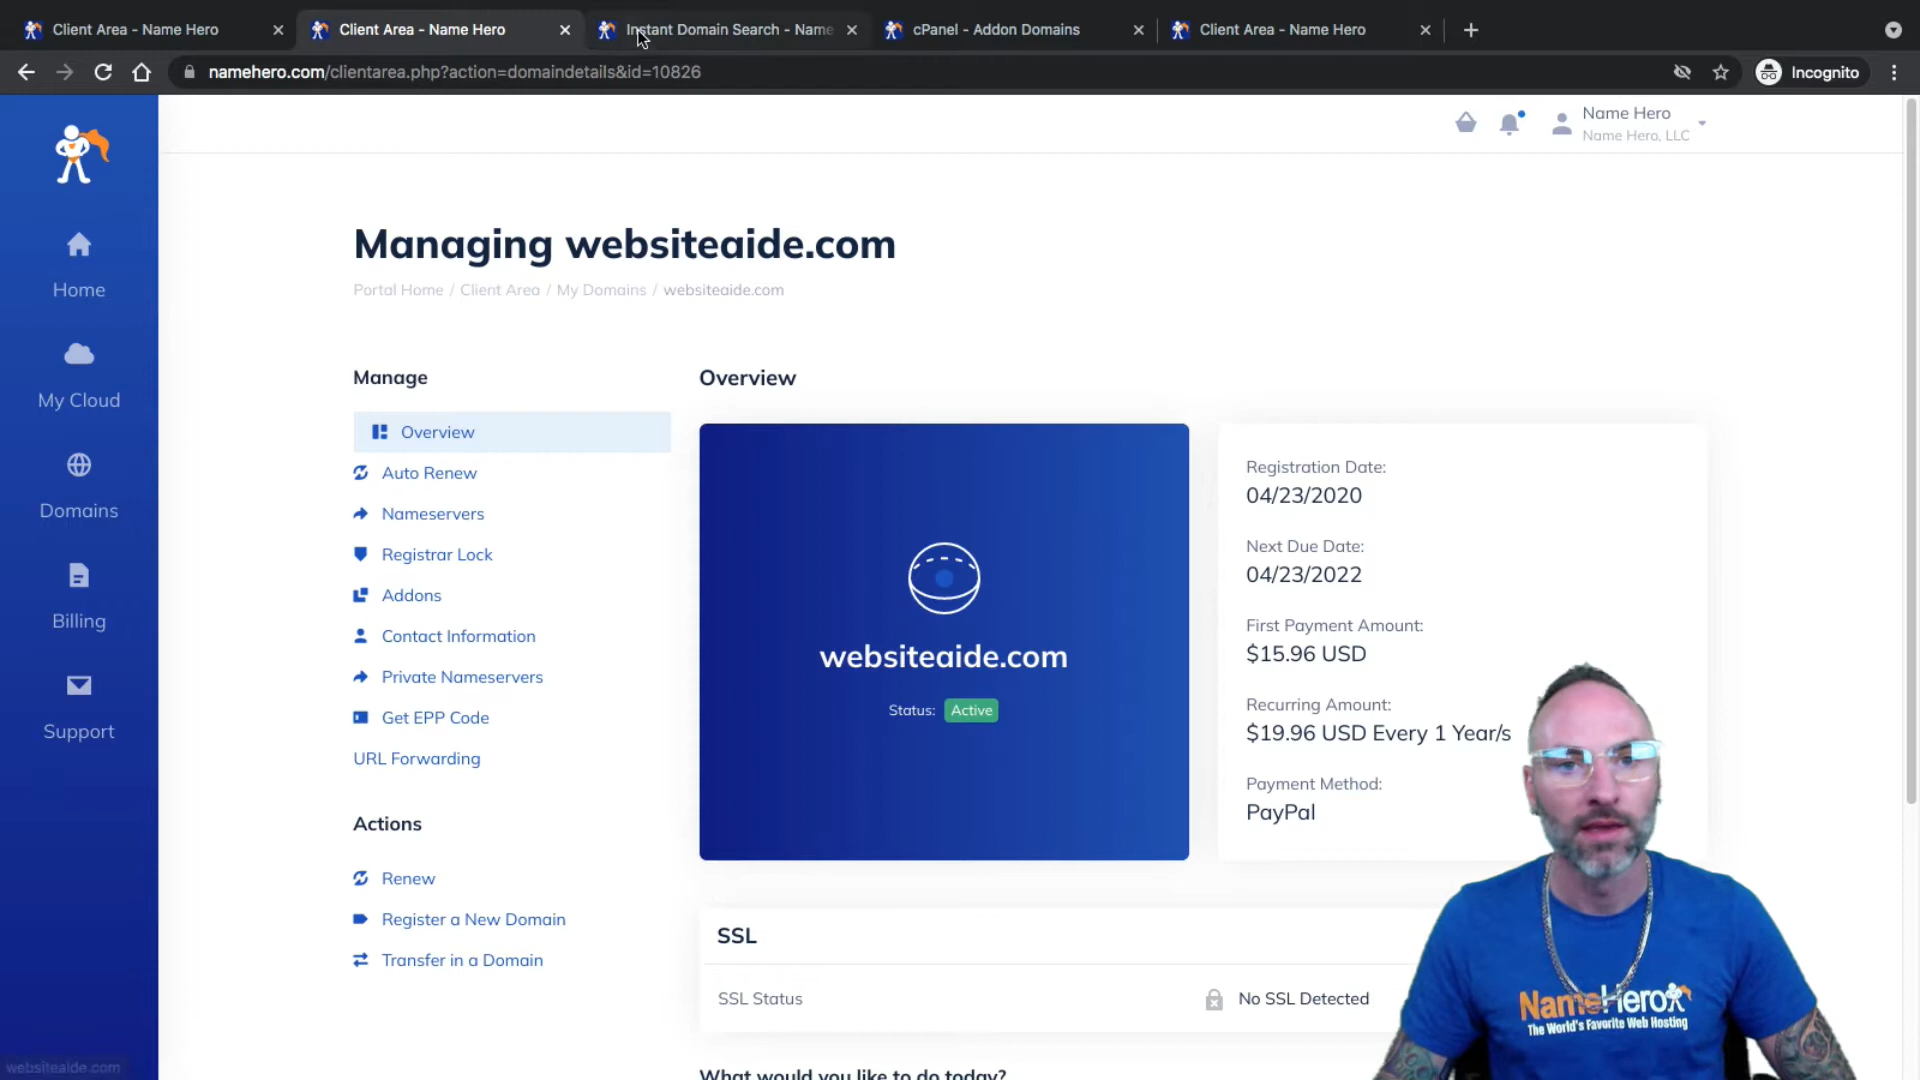 Client Area - Name Hero
Client Area - Name Hero
Instant Domain Search - Name
cPanel - Addon Domains
Client Area - Name Hero
namehero.com/clientarea.php?action=domaindetails&id=10826
Incognito
Name Hero
Name Hero, LLC
Home
My Cloud
Domains
Billing
Support
Managing websiteaide.com
Portal Home / Client Area / My Domains / websiteaide.com
Manage
Overview
Auto Renew
Nameservers
Registrar Lock
Addons
Contact Information
Private Nameservers
Get EPP Code
URL Forwarding
Actions
Renew
Register a New Domain
Transfer in a Domain
Overview
websiteaide.com
Status: Active
Registration Date:
04/23/2020
Next Due Date:
04/23/2022
First Payment Amount:
$15.96 USD
Recurring Amount:
$19.96 USD Every 1 Year/s
Payment Method:
PayPal
SSL
SSL Status
No SSL Detected
What would you like to do today?
NameHero
The World's Favorite Web Hosting
websiteaide.com